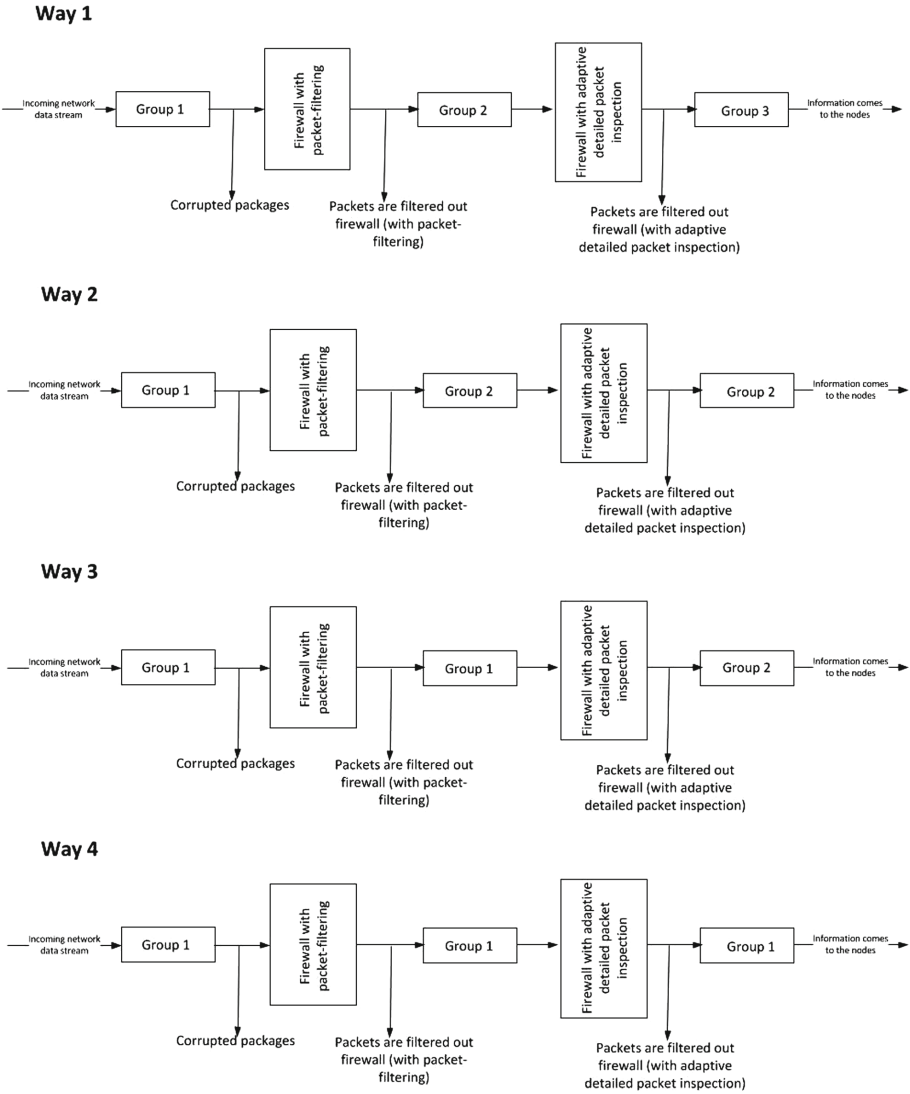 Way 1
Incoming network
data stream
Group 1
Corrupted packages
Firewall with
packet-filtering
Packets are filtered out
firewall (with packet-
filtering)
Group 2
Firewall with adaptive
detailed packet
inspection
Packets are filtered out
firewall (with adaptive
detailed packet inspection)
Group 3
Information comes
to the nodes
Way 2
Incoming network
data stream
Group 1
Corrupted packages
Firewall with
packet-filtering
Packets are filtered out
firewall (with packet-
filtering)
Group 2
Firewall with adaptive
detailed packet
inspection
Packets are filtered out
firewall (with adaptive
detailed packet inspection)
Group 2
Information comes
to the nodes
Way 3
Incoming network
data stream
Group 1
Corrupted packages
Firewall with
packet-filtering
Packets are filtered out
firewall (with packet-
filtering)
Group 1
Firewall with adaptive
detailed packet
inspection
Packets are filtered out
firewall (with adaptive
detailed packet inspection)
Group 2
Information comes
to the nodes
Way 4
Incoming network
data stream
Group 1
Corrupted packages
Firewall with
packet-filtering
Packets are filtered out
firewall (with packet-
filtering)
Group 1
Firewall with adaptive
detailed packet
inspection
Packets are filtered out
firewall (with adaptive
detailed packet inspection)
Group 1
Information comes
to the nodes